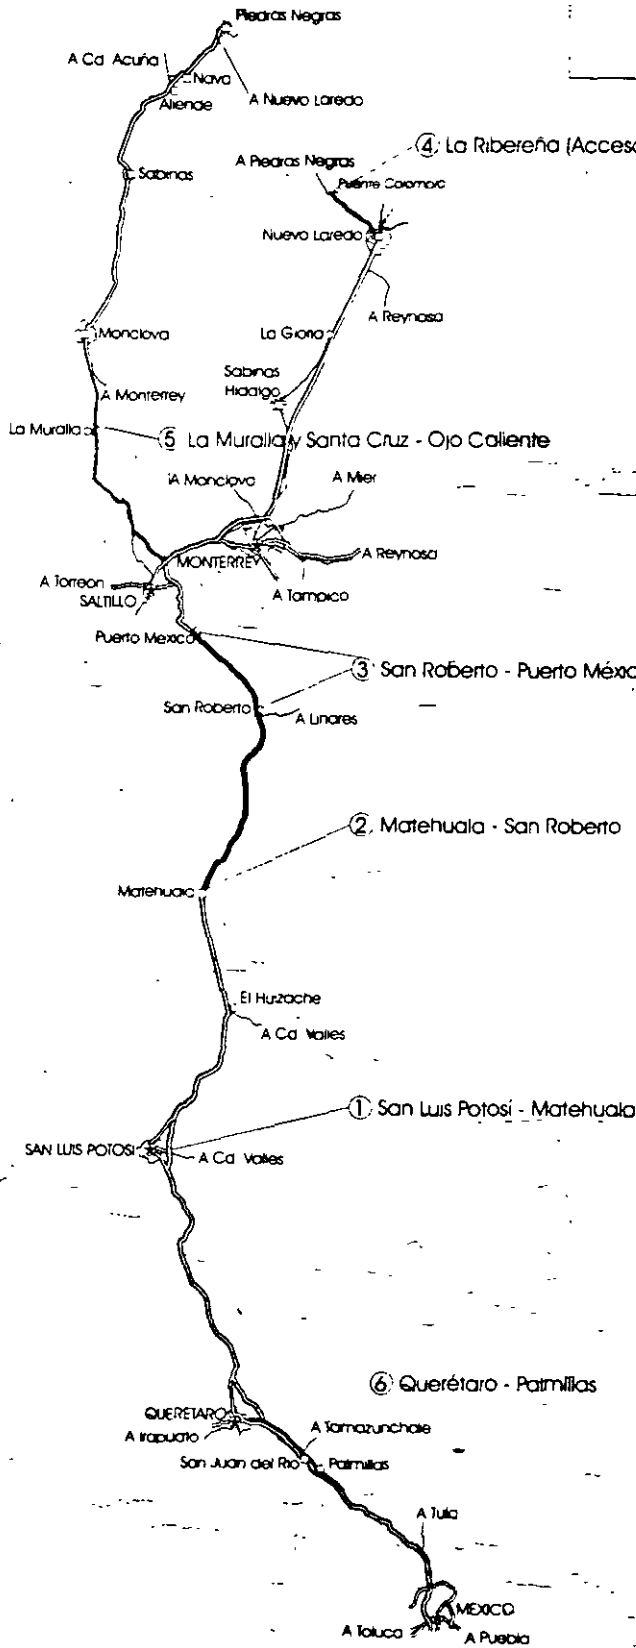 Piedras Negras
A Cd Acuña
Nava
Allende
A Nuevo Laredo
④ La Ribereña (Acceso
A Piedras Negras
Puente Colombia
Sabinas
Nuevo Laredo
A Reynosa
Monclova
La Gloria
Sabinas
Hidalgo
A Monterrey
La Muralla
⑤ La Muralla y Santa Cruz - Ojo Caliente
A Monclova
A Mier
MONTERREY
A Reynosa
A Torreon
SALTILLO
A Tampico
Puerto Mexico
③ San Roberto - Puerto Méxic
San Roberto
A Linares
② Matehuala - San Roberto
Matehuala
El Huizache
A Cd Valles
① San Luis Potosí - Matehuala
SAN LUIS POTOSI
A Cd Valles
⑥ Querétaro - Palmillas
QUERETARO
A Irapuato
A Tamazunchale
San Juan del Rio
Palmillas
A Tula
MEXICO
A Toluca
A Puebla